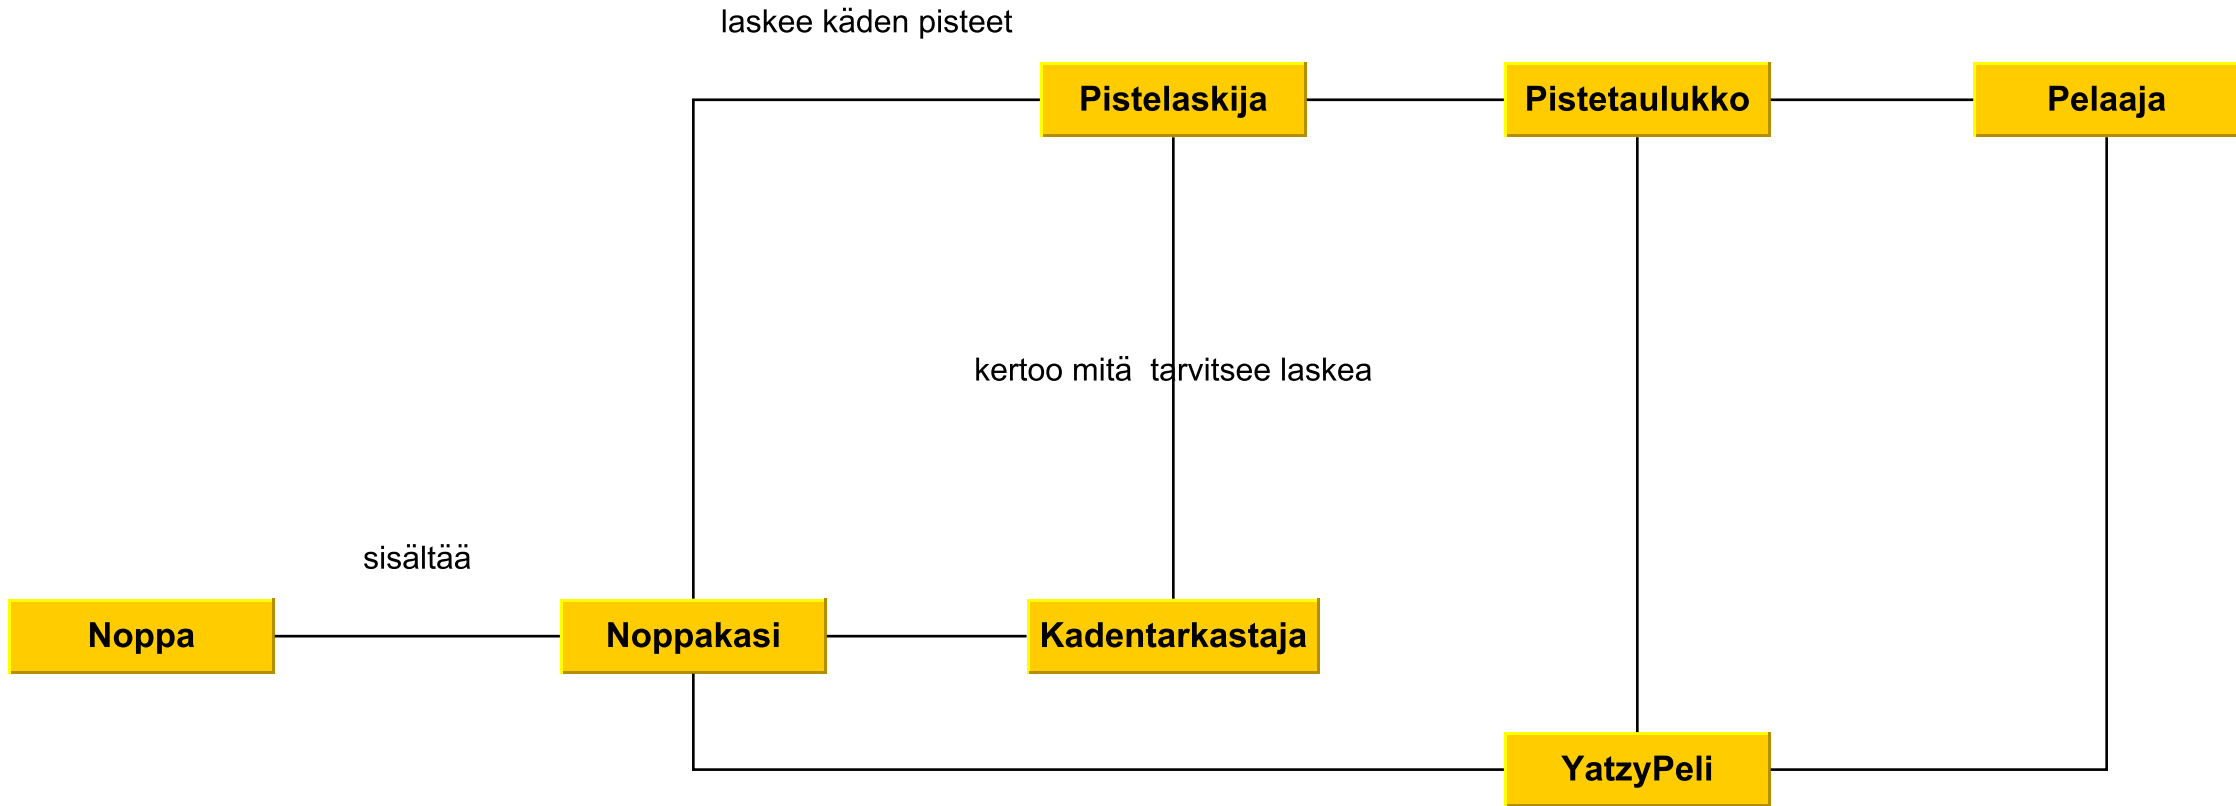 laskee käden pisteet
Pistelaskija
Pistetaulukko
Pelaaja
kertoo mitä  tarvitsee laskea
sisältää
Noppa
Noppakasi
Kadentarkastaja
YatzyPeli